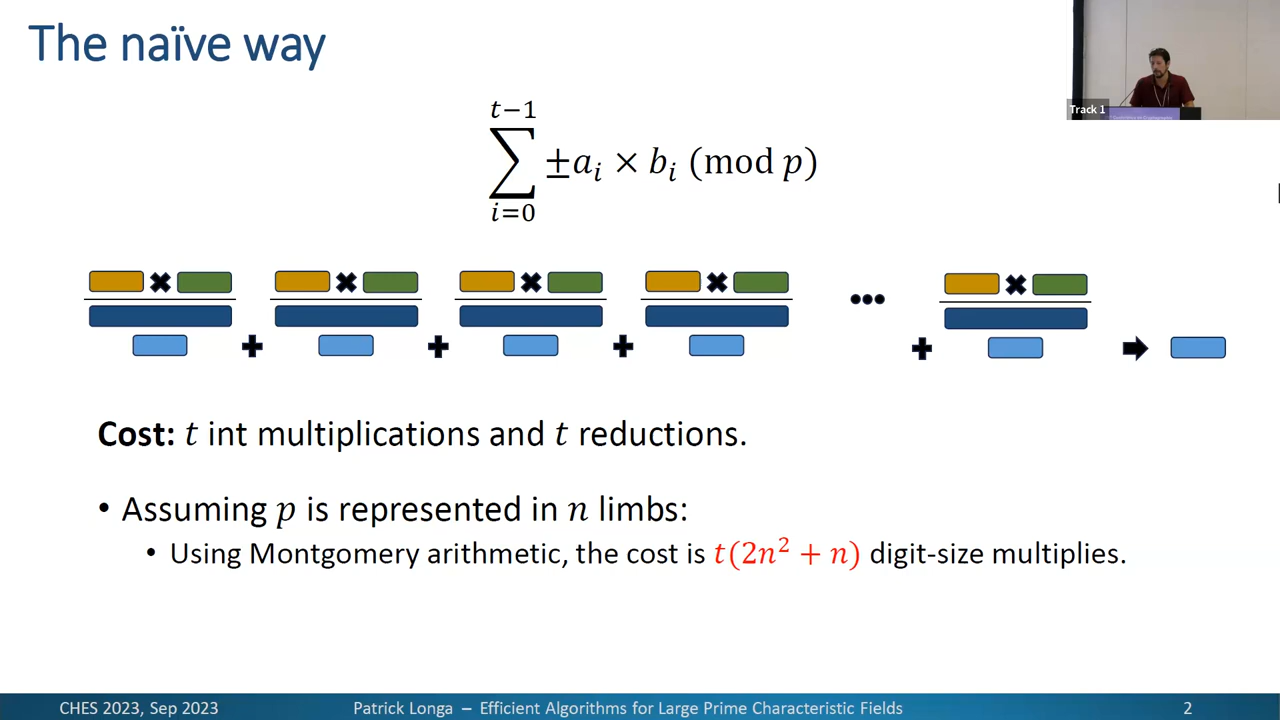 The naïve way
Track 1
t−1
∑ ±aᵢ × bᵢ (mod p)
i=0
Cost: t int multiplications and t reductions.
• Assuming p is represented in n limbs:
• Using Montgomery arithmetic, the cost is t(2n² + n) digit-size multiplies.
CHES 2023, Sep 2023
Patrick Longa – Efficient Algorithms for Large Prime Characteristic Fields
2